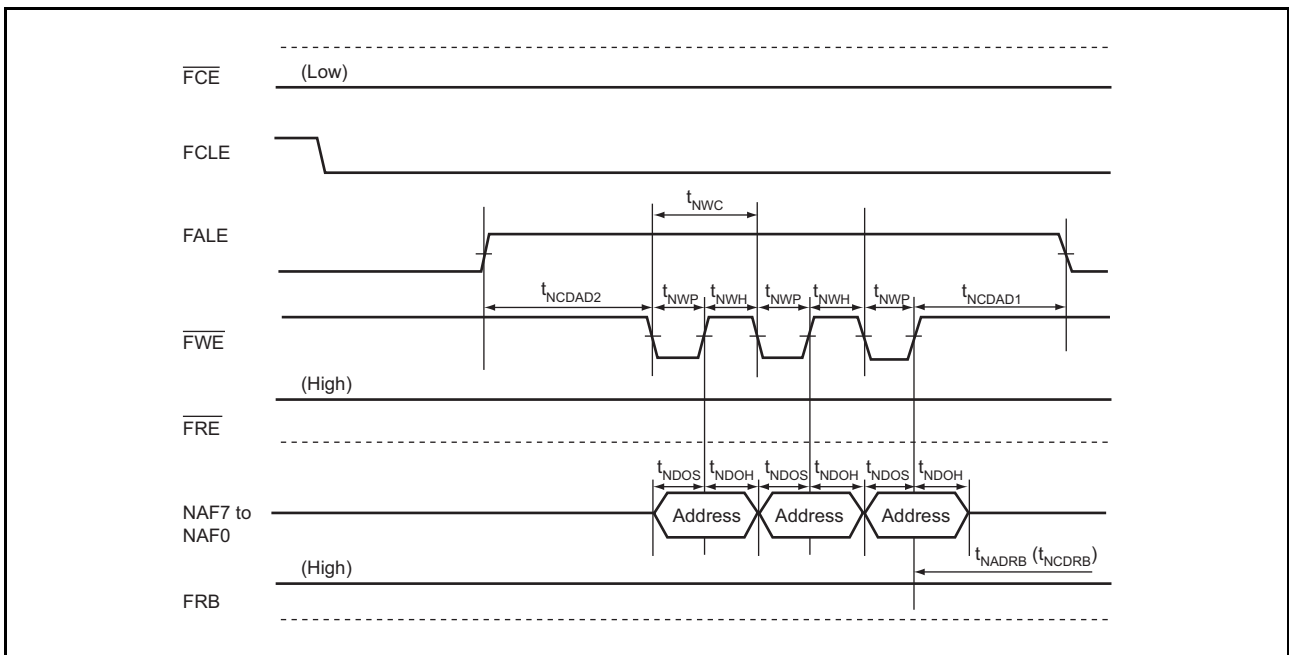 FCE
(Low)
FCLE
tNWC
FALE
tNCDAD2 tNWP tNWH tNWP tNWH tNWP tNCDAD1
FWE
(High)
FRE
tNDOS tNDOH tNDOS tNDOH tNDOS tNDOH
NAF7 to
NAF0
Address Address Address
tNADRB (tNCDRB)
(High)
FRB